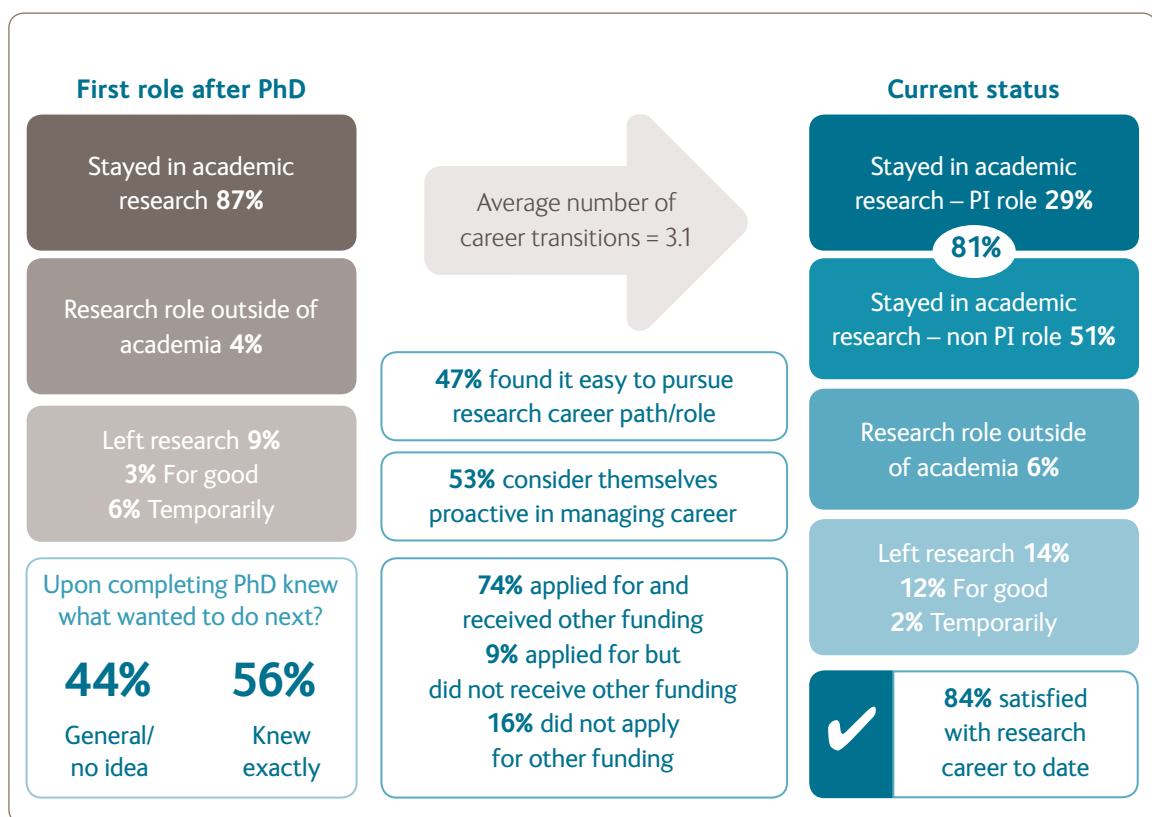 First role after PhD
Stayed in academic
research 87%
Research role outside of
academia 4%
Left research 9%
3% For good
6% Temporarily
Upon completing PhD knew
what wanted to do next?
44%
General/
no idea
56%
Knew
exactly
Average number of
career transitions = 3.1
47% found it easy to pursue
research career path/role
53% consider themselves
proactive in managing career
74% applied for and
received other funding
9% applied for but
did not receive other funding
16% did not apply
for other funding
Current status
Stayed in academic
research – PI role 29%
81%
Stayed in academic
research – non PI role 51%
Research role outside
of academia 6%
Left research 14%
12% For good
2% Temporarily
84% satisfied
with research
career to date